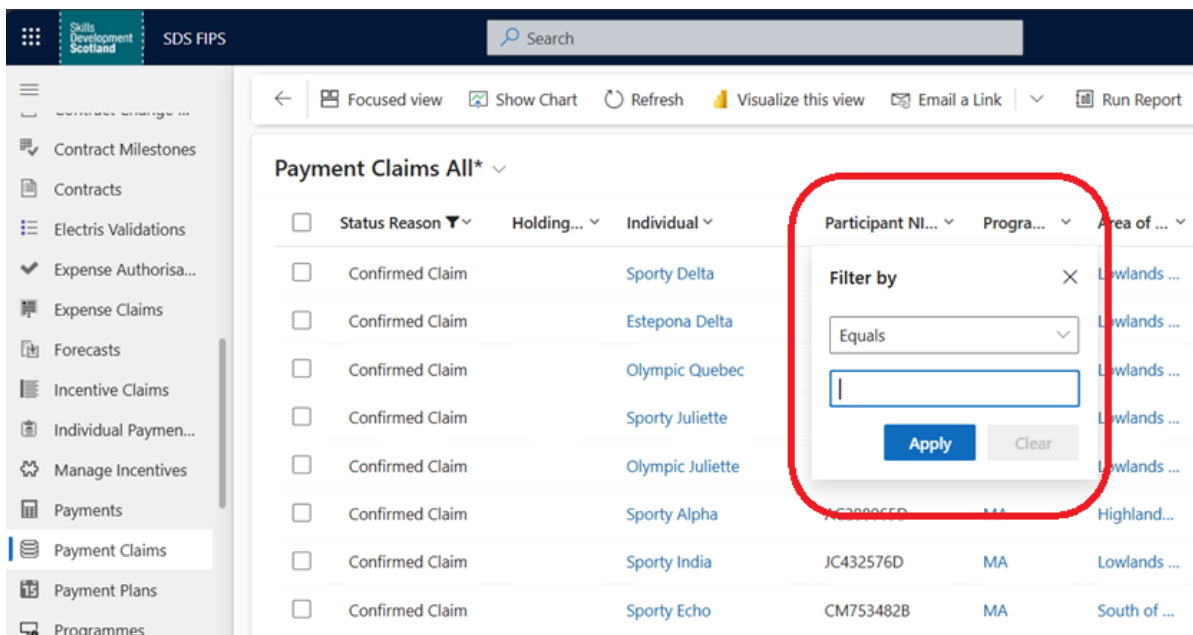 Skills
Development
Scotland
SDS FIPS
Search
Focused view
Show Chart
Refresh
Visualize this view
Email a Link
Run Report
Contract Change ...
Contract Milestones
Contracts
Electris Validations
Expense Authorisa...
Expense Claims
Forecasts
Incentive Claims
Individual Paymen...
Manage Incentives
Payments
Payment Claims
Payment Plans
Programmes
Payment Claims All*
Status Reason Holding... Individual Participant NI... Progra... Area of ...
Confirmed Claim Sporty Delta Lowlands ...
Confirmed Claim Estepona Delta Lowlands ...
Confirmed Claim Olympic Quebec Lowlands ...
Confirmed Claim Sporty Juliette Lowlands ...
Confirmed Claim Olympic Juliette Lowlands ...
Confirmed Claim Sporty Alpha MA Highland...
Confirmed Claim Sporty India JC432576D MA Lowlands ...
Confirmed Claim Sporty Echo CM753482B MA South of ...
Filter by
Equals
Apply
Clear